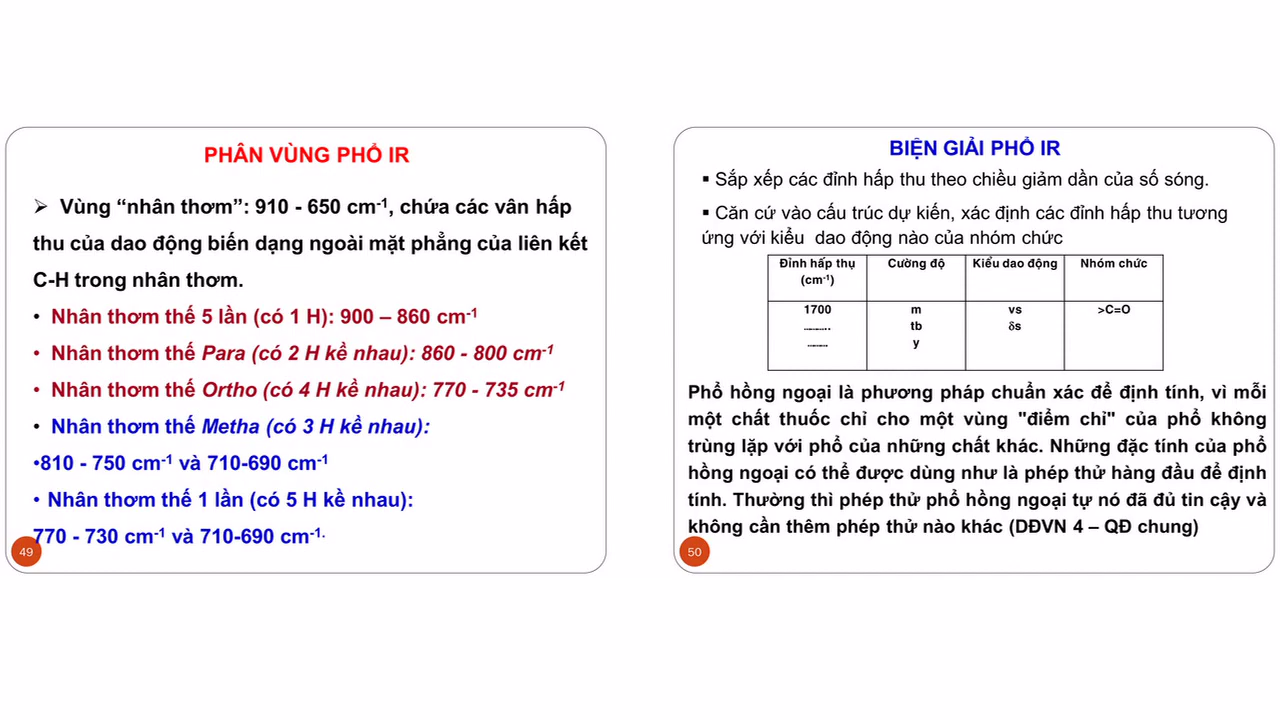 PHÂN VÙNG PHỔ IR
➢ Vùng “nhân thơm”: 910 - 650 cm⁻¹, chứa các vân hấp
thu của dao động biến dạng ngoài mặt phẳng của liên kết
C-H trong nhân thơm.
• Nhân thơm thế 5 lần (có 1 H): 900 – 860 cm⁻¹
• Nhân thơm thế Para (có 2 H kề nhau): 860 - 800 cm⁻¹
• Nhân thơm thế Ortho (có 4 H kề nhau): 770 - 735 cm⁻¹
• Nhân thơm thế Metha (có 3 H kề nhau):
•810 - 750 cm⁻¹ và 710-690 cm⁻¹
• Nhân thơm thế 1 lần (có 5 H kề nhau):
770 - 730 cm⁻¹ và 710-690 cm⁻¹.
49
BIỆN GIẢI PHỔ IR
▪ Sắp xếp các đỉnh hấp thu theo chiều giảm dần của số sóng.
▪ Căn cứ vào cấu trúc dự kiến, xác định các đỉnh hấp thu tương
ứng với kiểu dao động nào của nhóm chức
Đỉnh hấp thụ Cường độ Kiểu dao động Nhóm chức
(cm⁻¹)
1700 m vs >C=O
........... tb δs
......... y
Phổ hồng ngoại là phương pháp chuẩn xác để định tính, vì mỗi
một chất thuốc chỉ cho một vùng "điềm chỉ" của phổ không
trùng lặp với phổ của những chất khác. Những đặc tính của phổ
hồng ngoại có thể được dùng như là phép thử hàng đầu để định
tính. Thường thì phép thử phổ hồng ngoại tự nó đã đủ tin cậy và
không cần thêm phép thử nào khác (DĐVN 4 – QĐ chung)
50